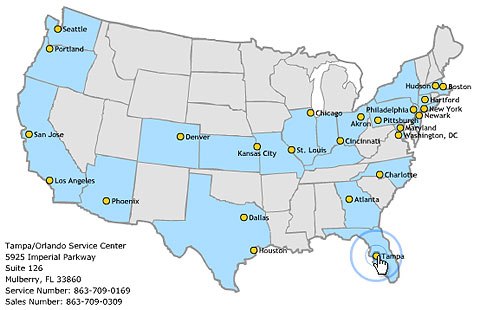 Seattle
Portland
Hudson
Boston
Hartford
New York
Newark
Philadelphia
Pittsburgh
Maryland
Washington, DC
Chicago
Akron
Cincinnati
San Jose
Denver
Kansas City
St. Louis
Los Angeles
Phoenix
Charlotte
Atlanta
Dallas
Houston
Tampa
Tampa/Orlando Service Center
5925 Imperial Parkway
Suite 126
Mulberry, FL 33860
Service Number: 863-709-0169
Sales Number: 863-709-0309